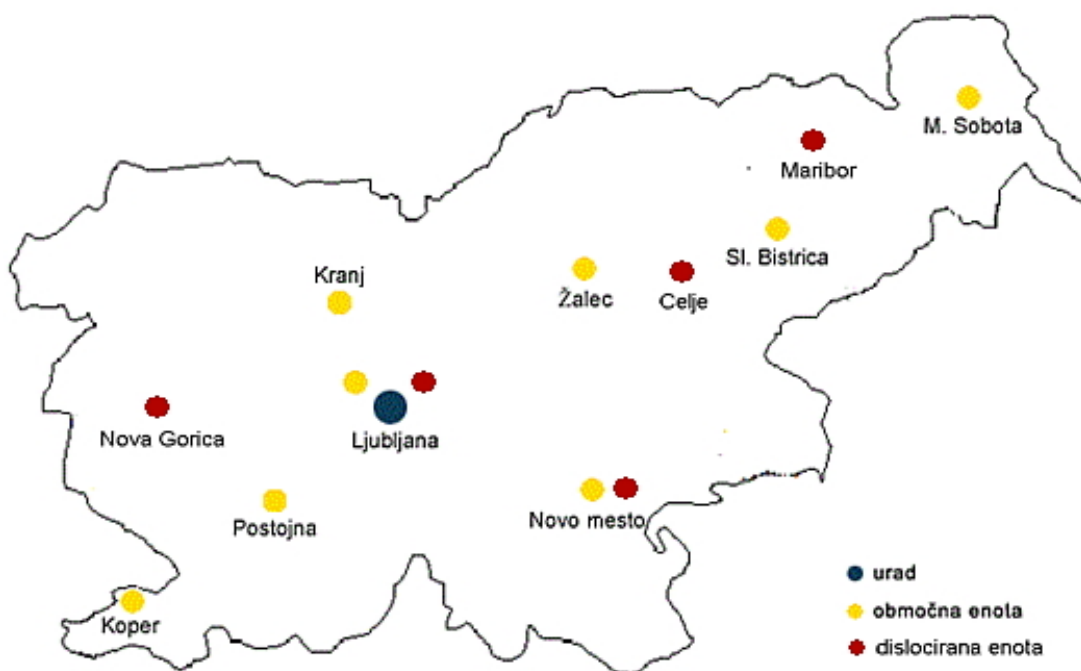 M. Sobota
Maribor
Sl. Bistrica
Kranj
Žalec
Celje
Nova Gorica
Ljubljana
Postojna
Novo mesto
Koper
urad
območna enota
dislocirana enota